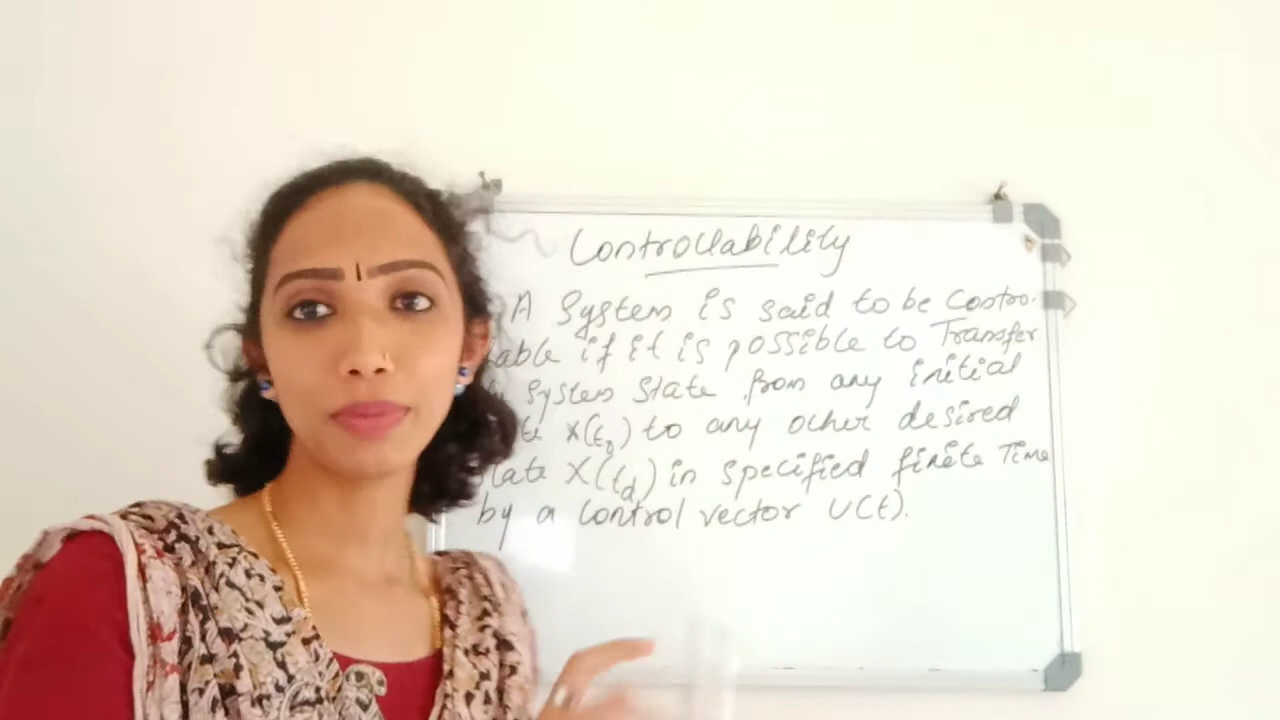 Controllability
A System is said to be Contro-
lable if it is possible to Transfer
System State from any initial
X(t0) to any other desired
State X(td) in specified finite Time
by a control vector U(t).